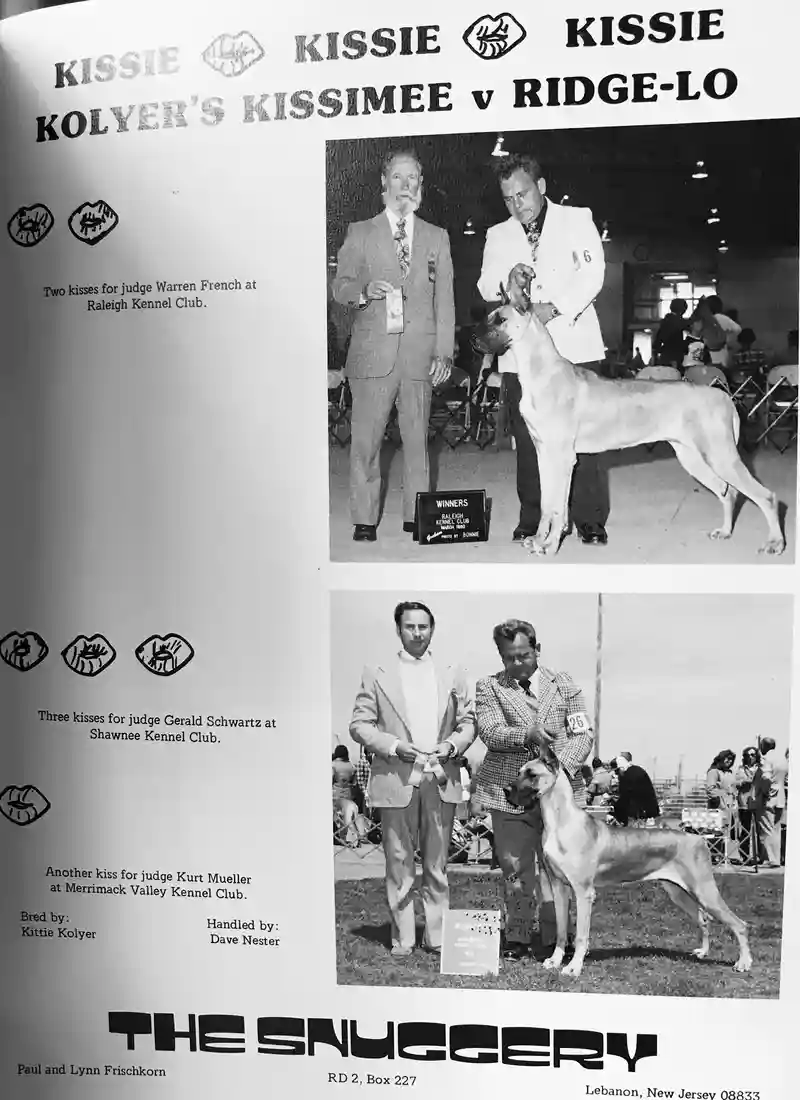 KISSIE KISSIE KISSIE
KOLYER'S KISSIMEE v RIDGE-LO
Two kisses for judge Warren French at
Raleigh Kennel Club.
6
WINNERS
RALEIGH
KENNEL CLUB
MARCH 1980
PHOTO BY BONNIE
Three kisses for judge Gerald Schwartz at
Shawnee Kennel Club.
26
Another kiss for judge Kurt Mueller
at Merrimack Valley Kennel Club.
Bred by:
Kittie Kolyer
Handled by:
Dave Nester
THE SNUGGERY
Paul and Lynn Frischkorn
RD 2, Box 227
Lebanon, New Jersey 08833